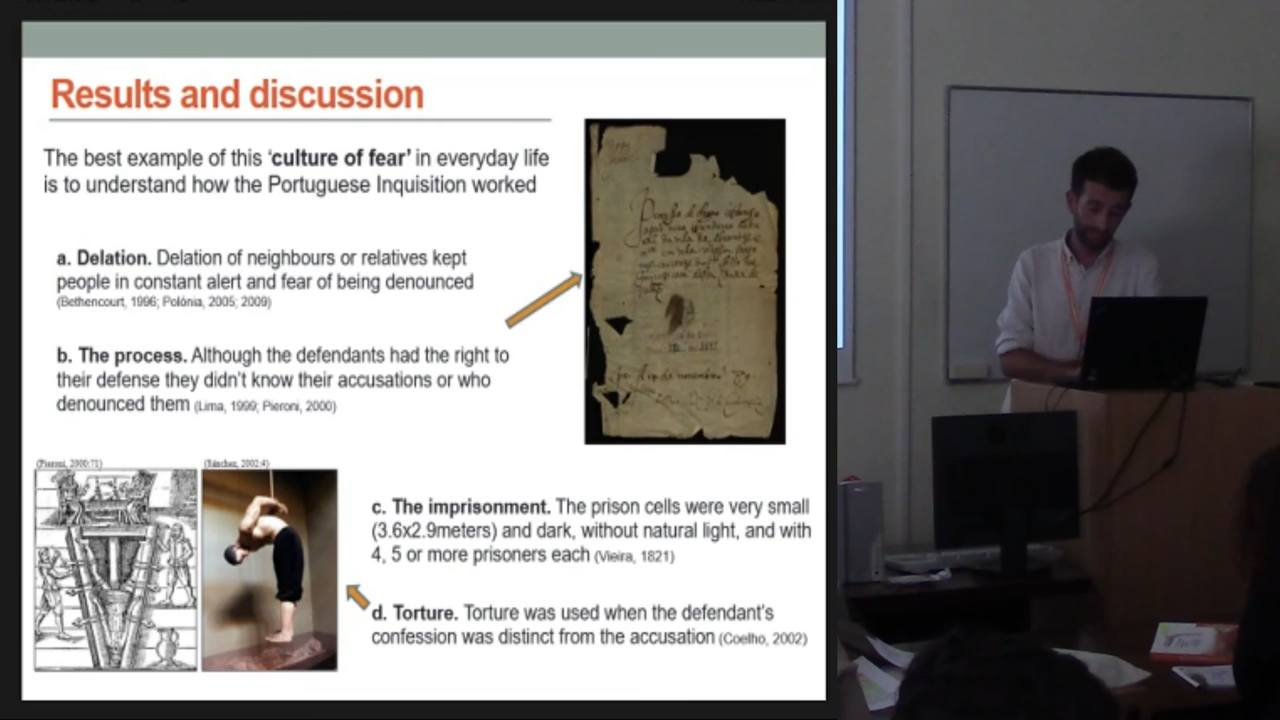 Results and discussion
The best example of this ‘culture of fear’ in everyday life
is to understand how the Portuguese Inquisition worked
a. Delation. Delation of neighbours or relatives kept
people in constant alert and fear of being denounced
(Bethencourt, 1996; Polónia, 2005; 2009)
b. The process. Although the defendants had the right to
their defense they didn’t know their accusations or who
denounced them (Lima, 1999; Pieroni, 2000)
(Pieroni, 2000:71)
(Sánchez, 2002:4)
c. The imprisonment. The prison cells were very small
(3.6x2.9meters) and dark, without natural light, and with
4, 5 or more prisoners each (Vieira, 1821)
d. Torture. Torture was used when the defendant’s
confession was distinct from the accusation (Coelho, 2002)